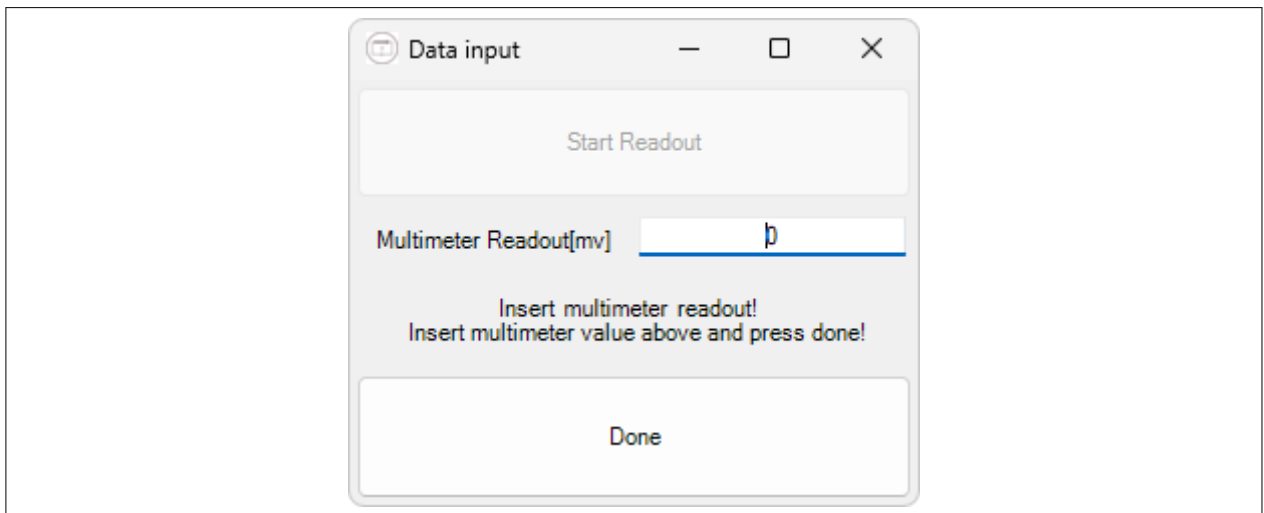 Data input
Start Readout
Multimeter Readout[mv]
0
Insert multimeter readout!
Insert multimeter value above and press done!
Done